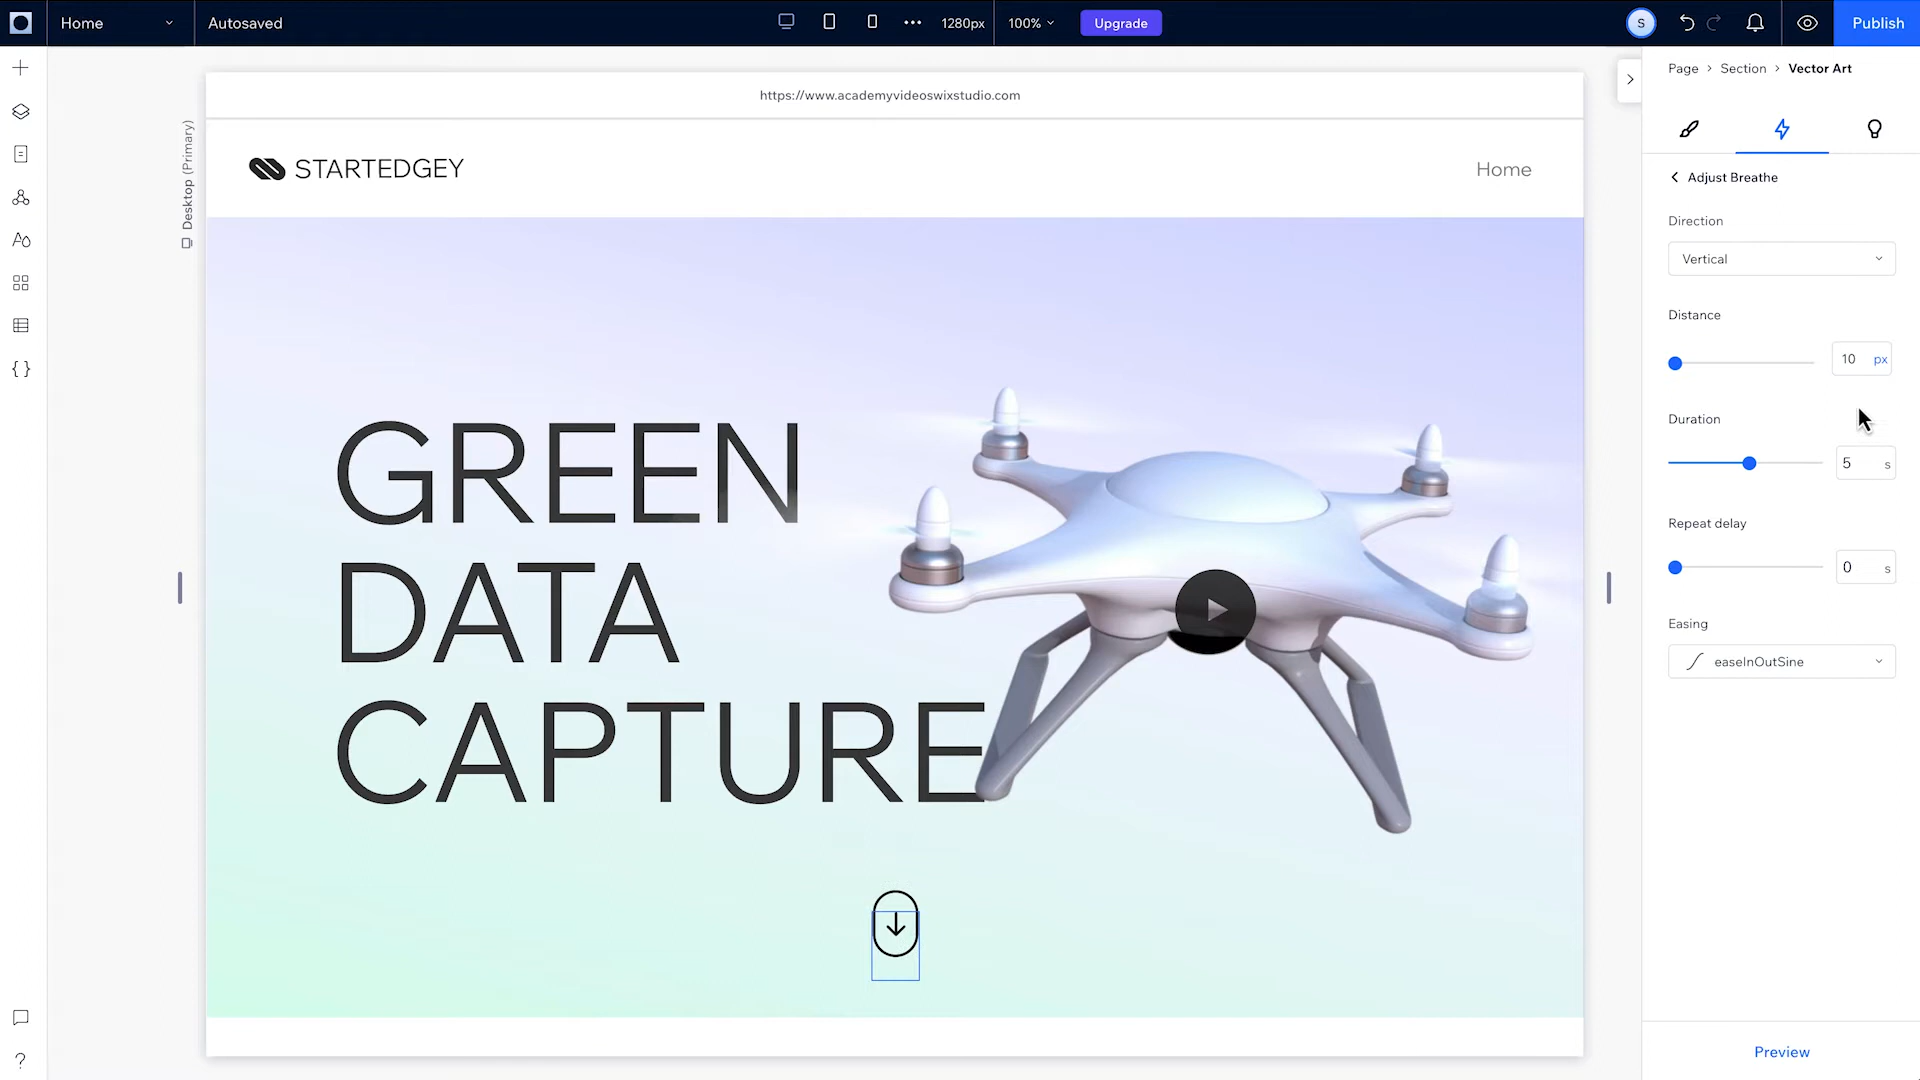 Home
Autosaved
1280px
100%
Upgrade
S
Publish
https://www.academyvideoswixstudio.com
Desktop (Primary)
STARTEDGEY
Home
GREEN
DATA
CAPTURE
Page > Section > Vector Art
Adjust Breathe
Direction
Vertical
Distance
10 px
Duration
5 s
Repeat delay
0 s
Easing
easeInOutSine
Preview